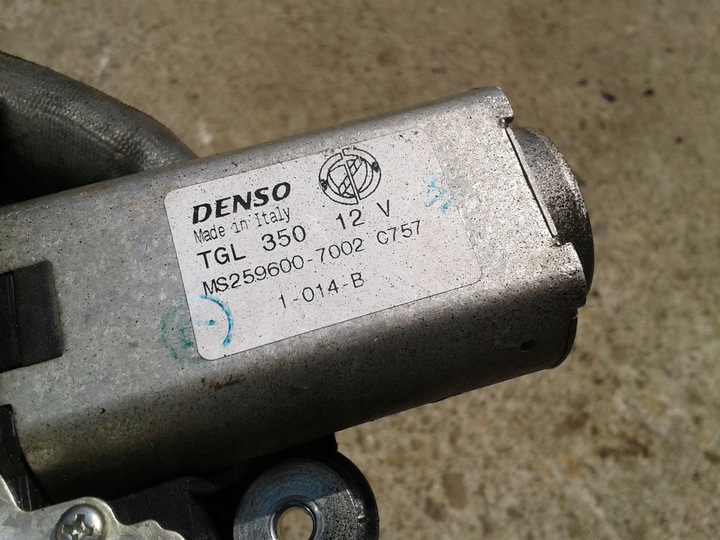 DENSO
Made in Italy
TGL 350 12 V
MS259600-7002 C757
1-014-B